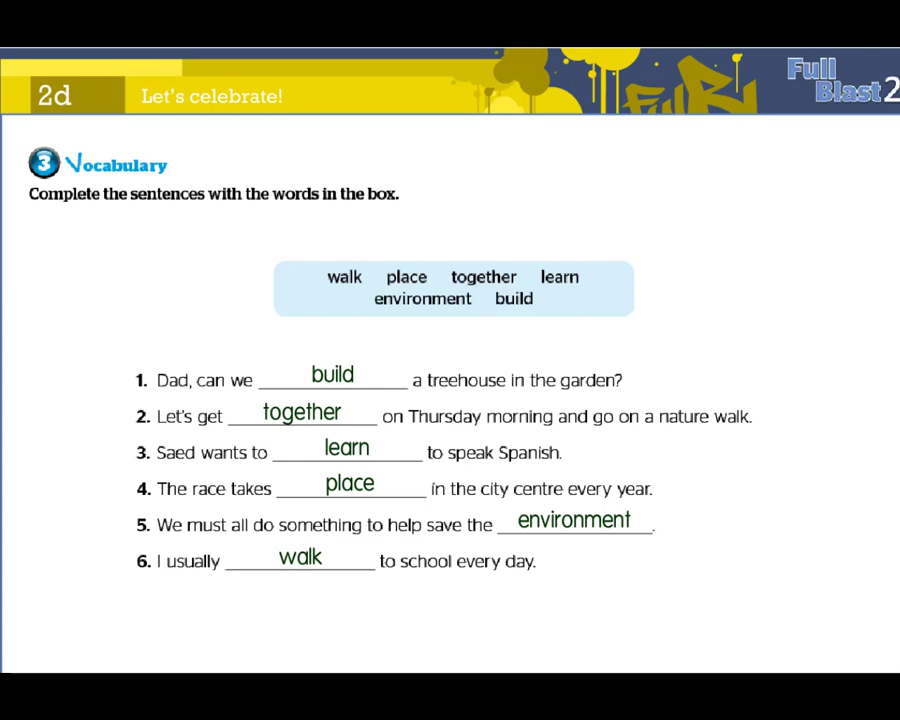 2d
Let's celebrate!
Full
Blast 2
3 Vocabulary
Complete the sentences with the words in the box.
walk place together learn
environment build
1. Dad, can we build a treehouse in the garden?
2. Let's get together on Thursday morning and go on a nature walk.
3. Saed wants to learn to speak Spanish.
4. The race takes place in the city centre every year.
5. We must all do something to help save the environment.
6. I usually walk to school every day.